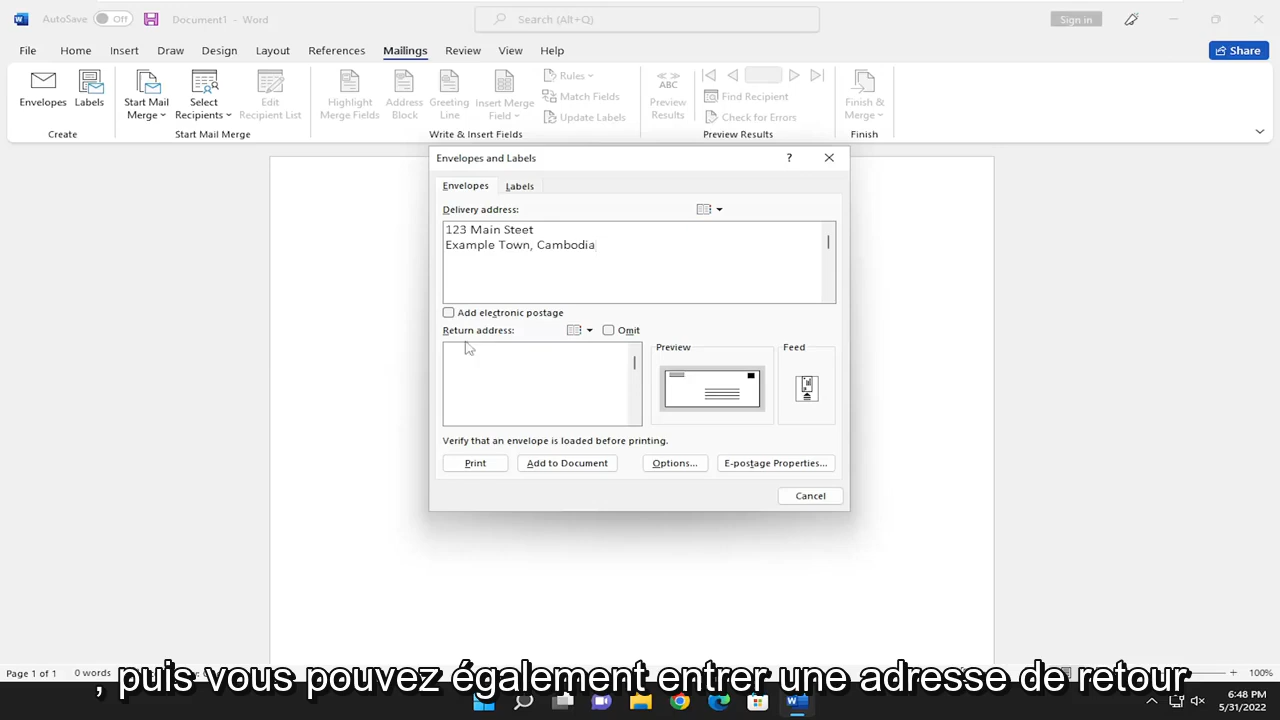 AutoSave Off Document1 - Word Search (Alt+Q) Sign in
File Home Insert Draw Design Layout References Mailings Review View Help Share
Envelopes Labels Start Mail Merge Select Recipients Edit Recipient List Highlight Merge Fields Address Block Greeting Line Insert Merge Field Rules Match Fields Update Labels ABC Preview Results Find Recipient Check for Errors Finish & Merge
Create Start Mail Merge Write & Insert Fields Preview Results Finish
Envelopes and Labels ?
Envelopes Labels
Delivery address:
123 Main Steet
Example Town, Cambodia
Add electronic postage
Return address: Omit
Preview Feed
Verify that an envelope is loaded before printing.
Print Add to Document Options... E-postage Properties...
Cancel
Page 1 of 1 0 words 100%
, puis vous pouvez également entrer une adresse de retour
6:48 PM
5/31/2022